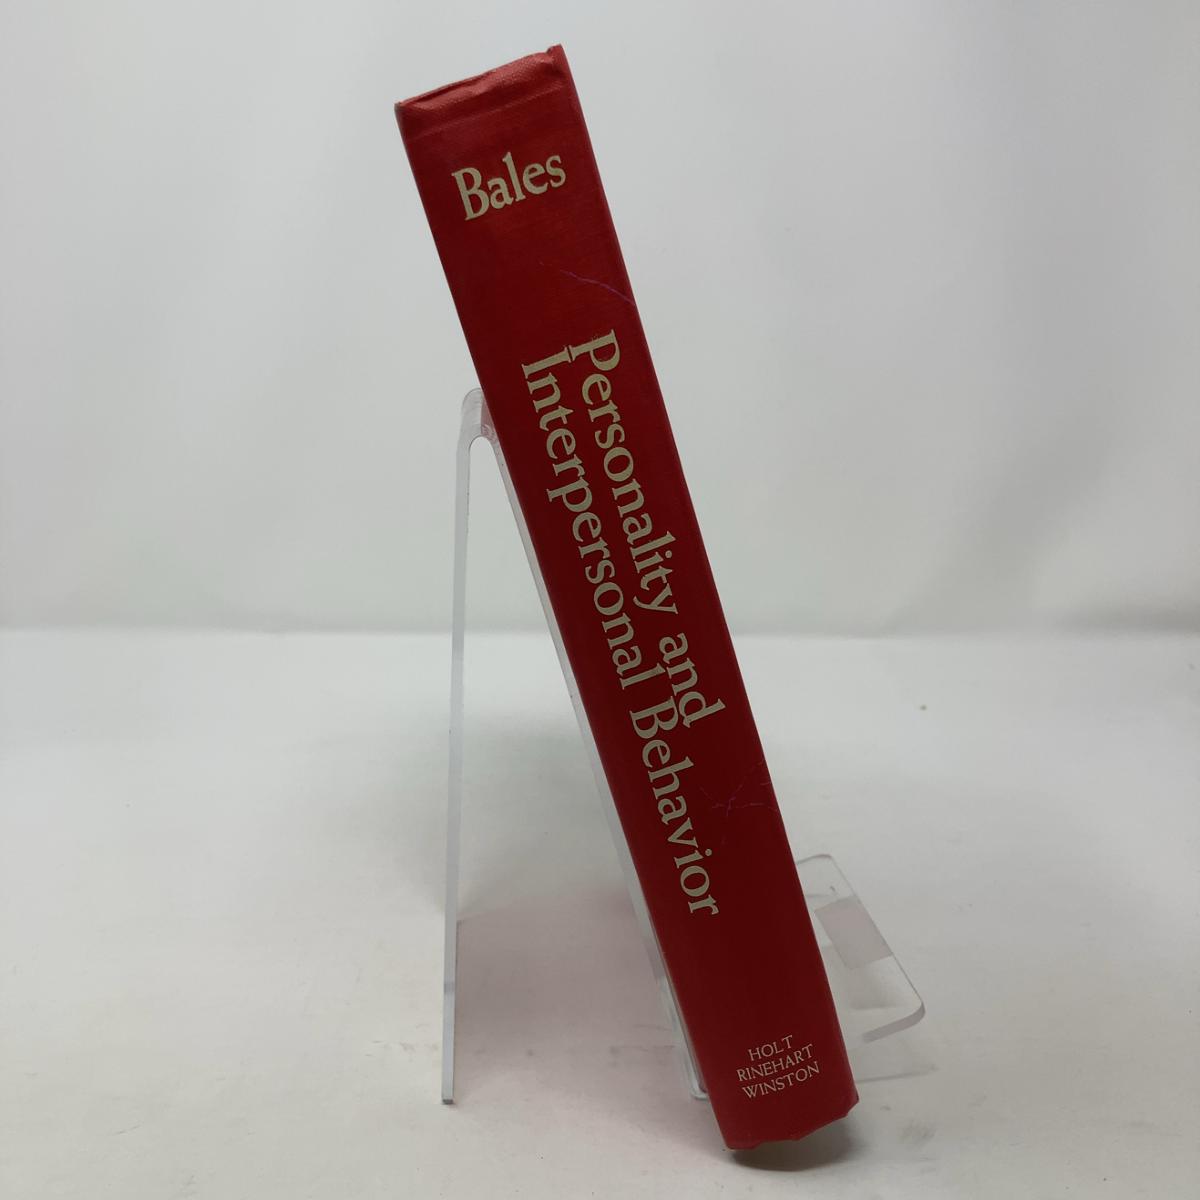 Bales
Personality and
Interpersonal Behavior
HOLT
RINEHART
WINSTON